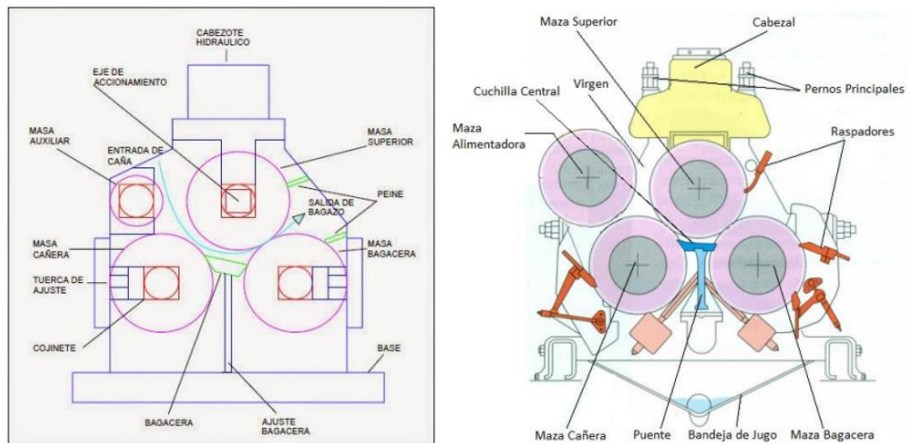 CABEZOTE
HIDRAULICO
EJE DE
ACCIONAMIENTO
MASA
AUXILIAR
ENTRADA DE
CAÑA
MASA
SUPERIOR
PEINE
SALIDA DE
BAGAZO
MASA
CAÑERA
MASA
BAGACERA
TUERCA DE
AJUSTE
COJINETE
BASE
BAGACERA
AJUSTE
BAGACERA
Maza Superior
Cabezal
Cuchilla Central
Virgen
Pernos Principales
Maza
Alimentadora
Raspadores
Maza Cañera
Puente
Bandeja de Jugo
Maza Bagacera